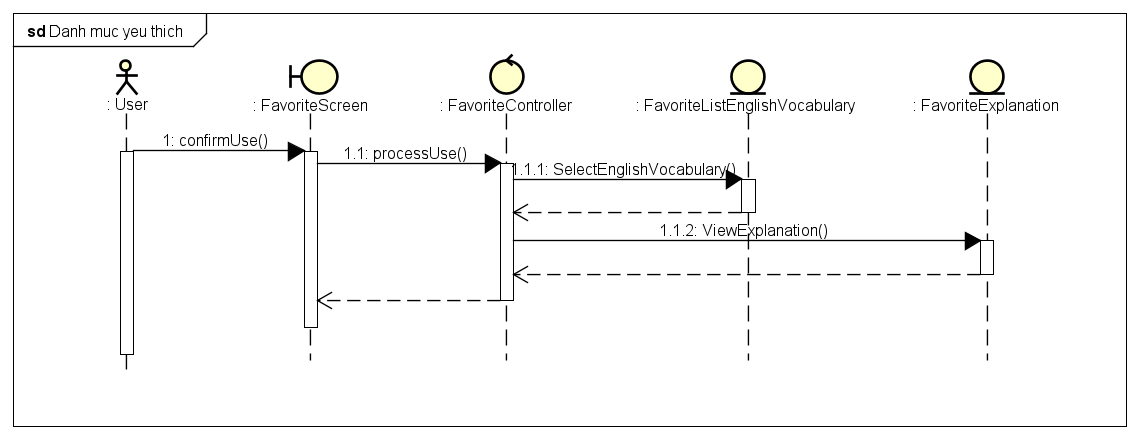 sd Danh muc yeu thich
: User
: FavoriteScreen
: FavoriteController
: FavoriteListEnglishVocabulary
: FavoriteExplanation
1: confirmUse()
1.1: processUse()
1.1.1: SelectEnglishVocabulary()
1.1.2: ViewExplanation()